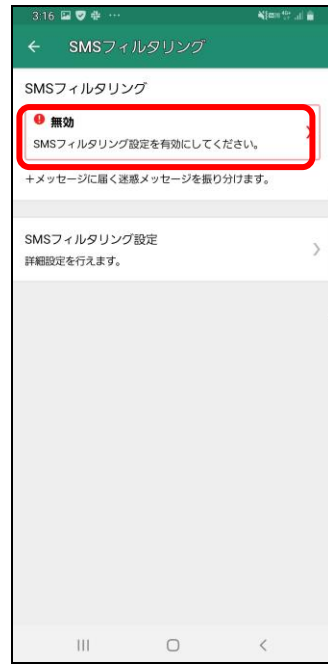 3:16
SMSフィルタリング
SMSフィルタリング
無効
SMSフィルタリング設定を有効にしてください。
+メッセージに届く迷惑メッセージを振り分けます。
SMSフィルタリング設定
詳細設定を行えます。